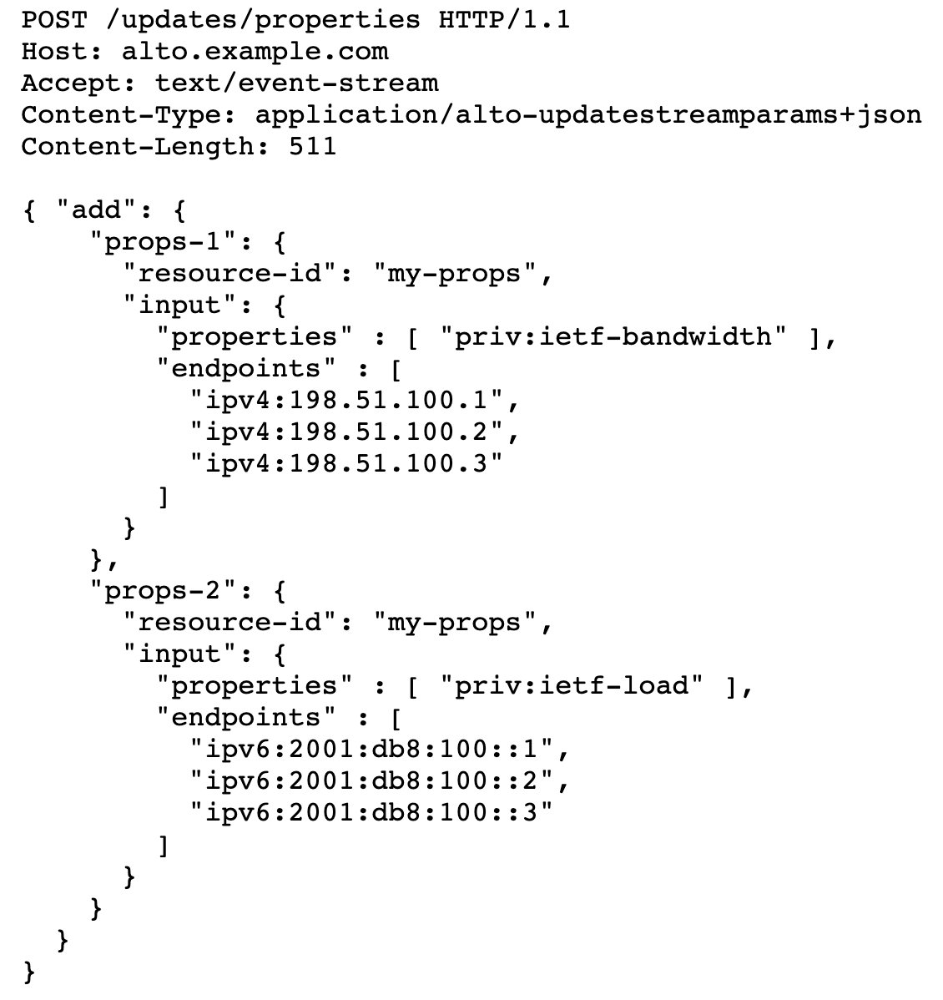 POST /updates/properties HTTP/1.1
Host: alto.example.com
Accept: text/event-stream
Content-Type: application/alto-updatestreamparams+json
Content-Length: 511

{ "add": {
    "props-1": {
      "resource-id": "my-props",
      "input": {
        "properties" : [ "priv:ietf-bandwidth" ],
        "endpoints" : [
          "ipv4:198.51.100.1",
          "ipv4:198.51.100.2",
          "ipv4:198.51.100.3"
        ]
      }
    },
    "props-2": {
      "resource-id": "my-props",
      "input": {
        "properties" : [ "priv:ietf-load" ],
        "endpoints" : [
          "ipv6:2001:db8:100::1",
          "ipv6:2001:db8:100::2",
          "ipv6:2001:db8:100::3"
        ]
      }
    }
  }
}